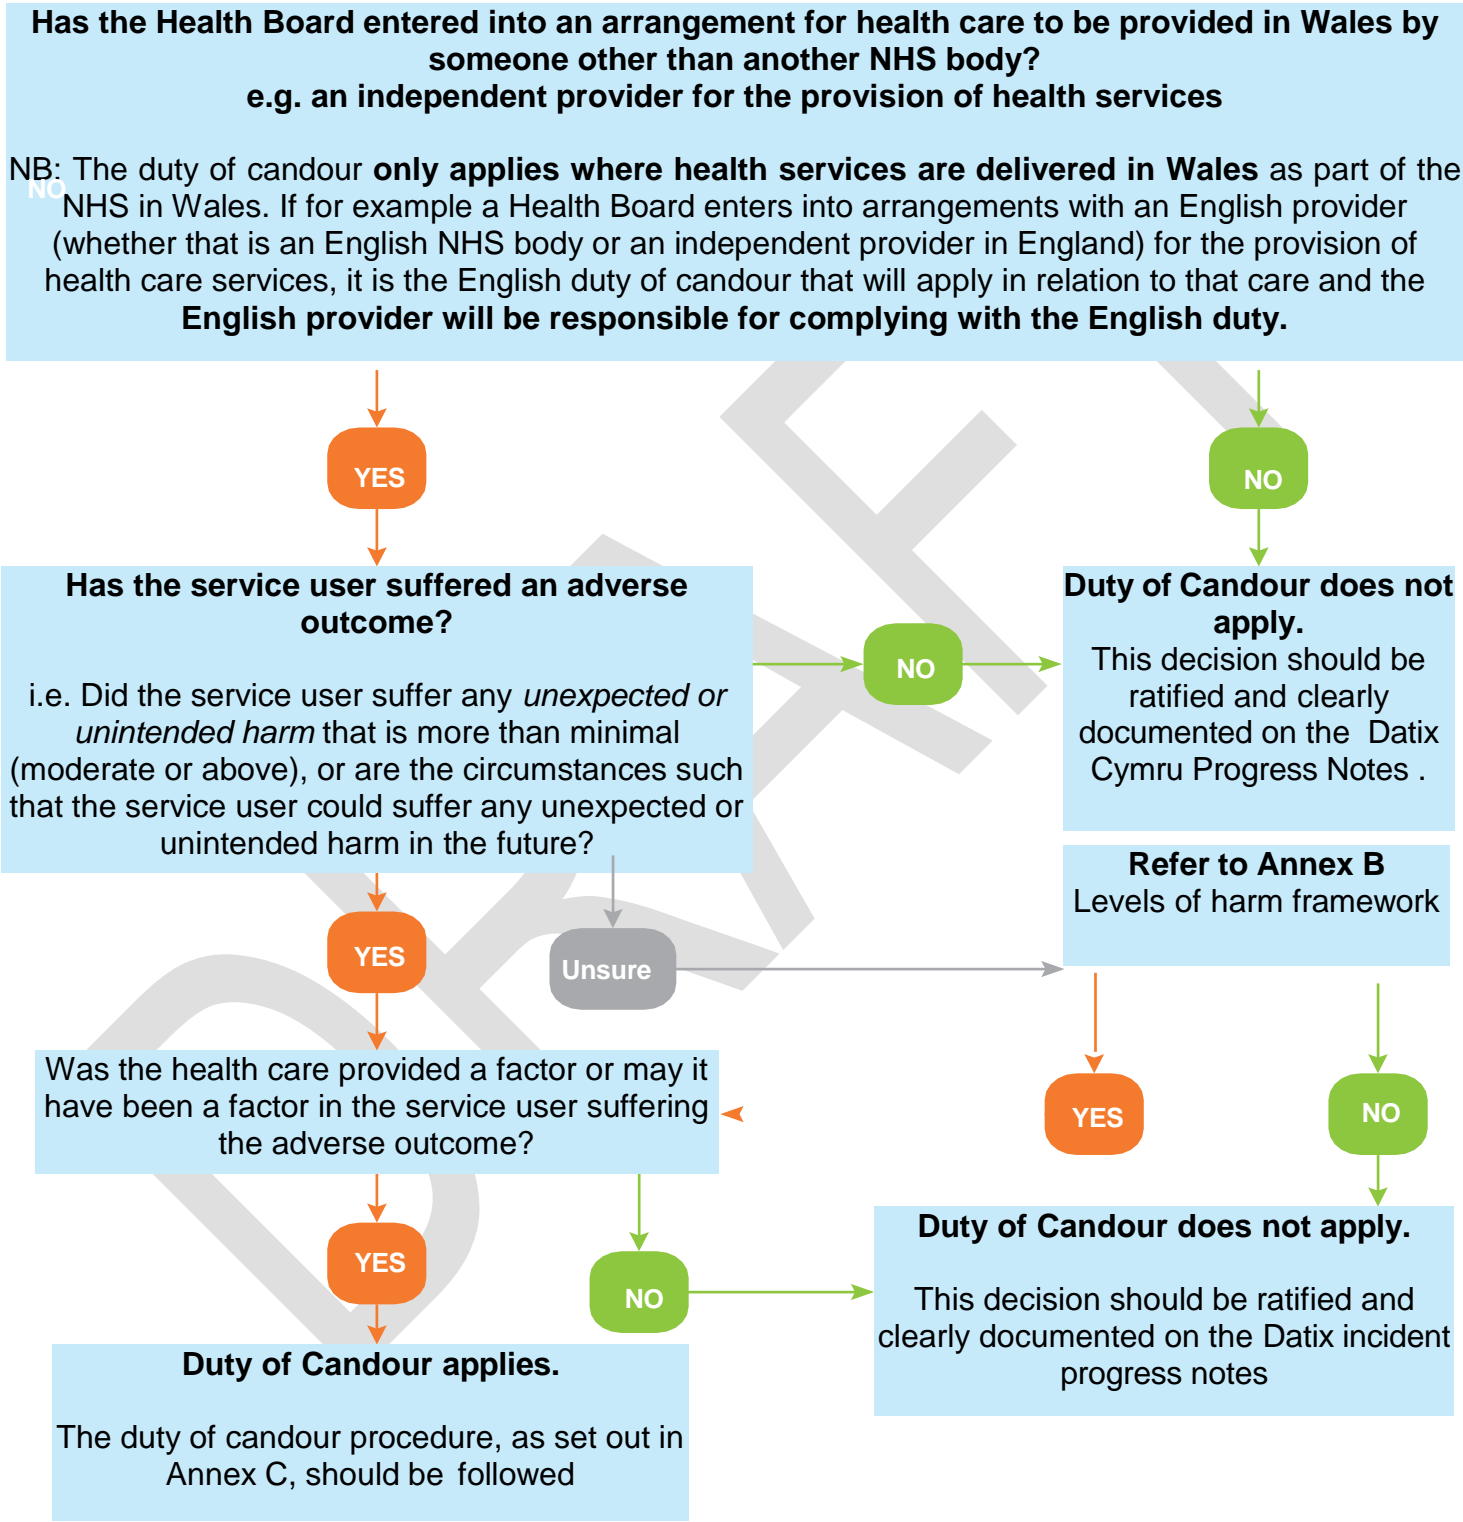 Has the Health Board entered into an arrangement for health care to be provided in Wales by
someone other than another NHS body?
e.g. an independent provider for the provision of health services
NB: The duty of candour only applies where health services are delivered in Wales as part of the
NO
NHS in Wales. If for example a Health Board enters into arrangements with an English provider
(whether that is an English NHS body or an independent provider in England) for the provision of
health care services, it is the English duty of candour that will apply in relation to that care and the
English provider will be responsible for complying with the English duty.
YES
NO
Has the service user suffered an adverse
outcome?
i.e. Did the service user suffer any unexpected or
unintended harm that is more than minimal
(moderate or above), or are the circumstances such
that the service user could suffer any unexpected or
unintended harm in the future?
NO
Duty of Candour does not
apply.
This decision should be
ratified and clearly
documented on the Datix
Cymru Progress Notes .
Refer to Annex B
Levels of harm framework
YES
Unsure
Was the health care provided a factor or may it
have been a factor in the service user suffering
the adverse outcome?
YES
NO
YES
NO
Duty of Candour does not apply.
This decision should be ratified and
clearly documented on the Datix incident
progress notes
Duty of Candour applies.
The duty of candour procedure, as set out in
Annex C, should be followed
DRAFT